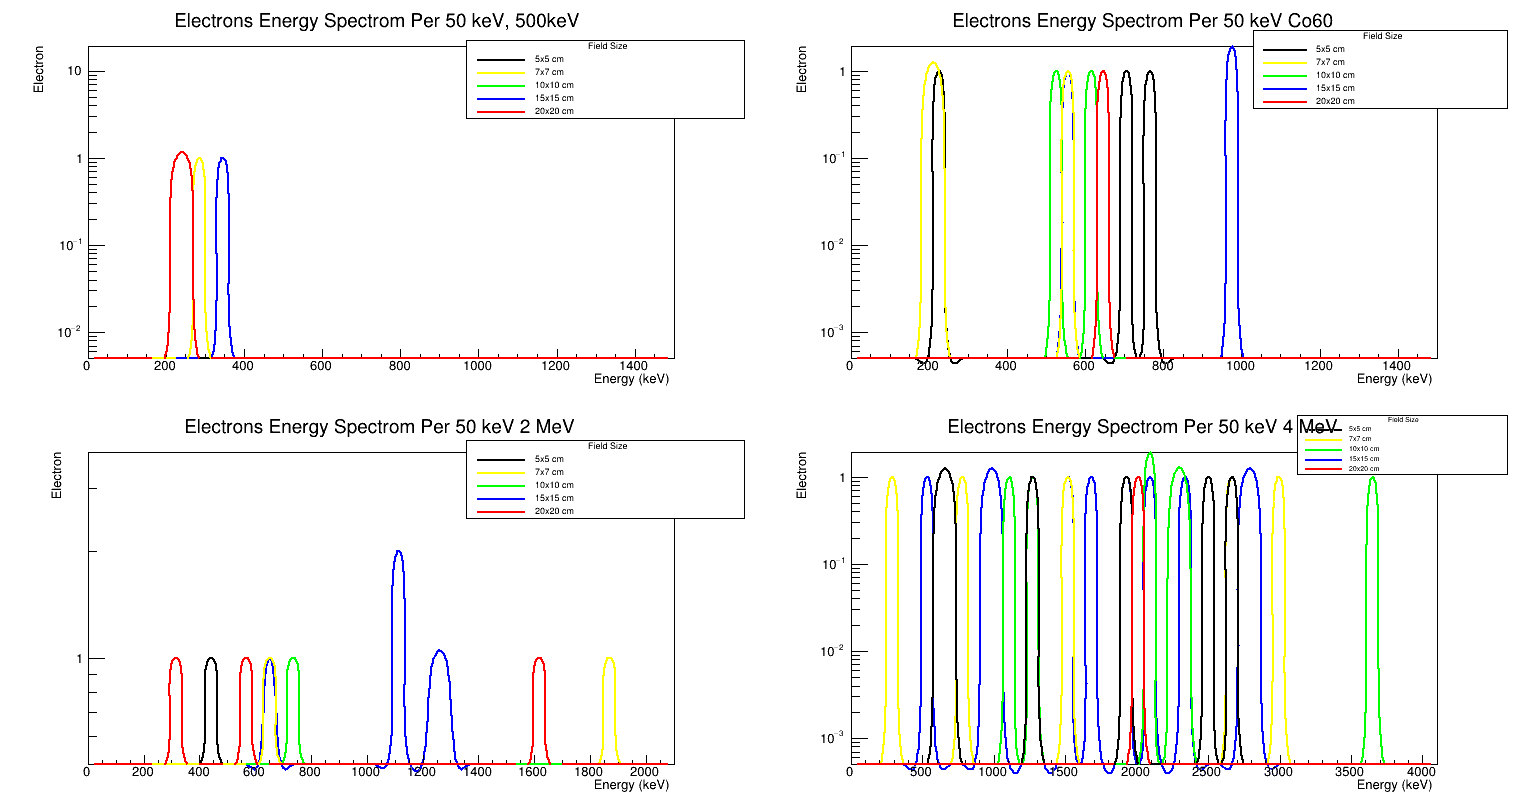 Electrons Energy Spectrom Per 50 keV, 500keV
Electron
Field Size
5x5 cm
7x7 cm
10x10 cm
15x15 cm
20x20 cm
10
1
10⁻¹
10⁻²
0 200 400 600 800 1000 1200 1400
Energy (keV)
Electrons Energy Spectrom Per 50 keV Co60
Electron
Field Size
5x5 cm
7x7 cm
10x10 cm
15x15 cm
20x20 cm
1
10⁻¹
10⁻²
10⁻³
0 200 400 600 800 1000 1200 1400
Energy (keV)
Electrons Energy Spectrom Per 50 keV 2 MeV
Electron
Field Size
5x5 cm
7x7 cm
10x10 cm
15x15 cm
20x20 cm
1
0 200 400 600 800 1000 1200 1400 1600 1800 2000
Energy (keV)
Electrons Energy Spectrom Per 50 keV 4 MeV
Electron
Field Size
5x5 cm
7x7 cm
10x10 cm
15x15 cm
20x20 cm
1
10⁻¹
10⁻²
10⁻³
0 500 1000 1500 2000 2500 3000 3500 4000
Energy (keV)